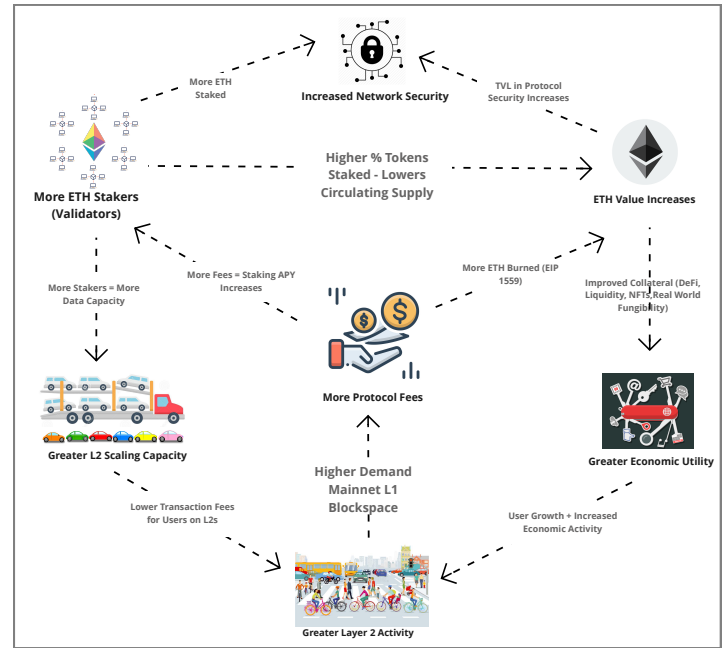 More ETH
Staked
TVL in Protocol
Security Increases
Increased Network Security
Higher % Tokens
Staked - Lowers
Circulating Supply
More ETH Stakers
(Validators)
ETH Value Increases
More Stakers = More
Data Capacity
More Fees = Staking APY
Increases
More ETH Burned (EIP
1559)
Improved Collateral (DeFi,
Liquidity, NFTs,Real World
Fungibility)
More Protocol Fees
Greater L2 Scaling Capacity
Greater Economic Utility
Higher Demand
Mainnet L1
Blockspace
Lower Transaction Fees
for Users on L2s
User Growth + Increased
Economic Activity
Greater Layer 2 Activity